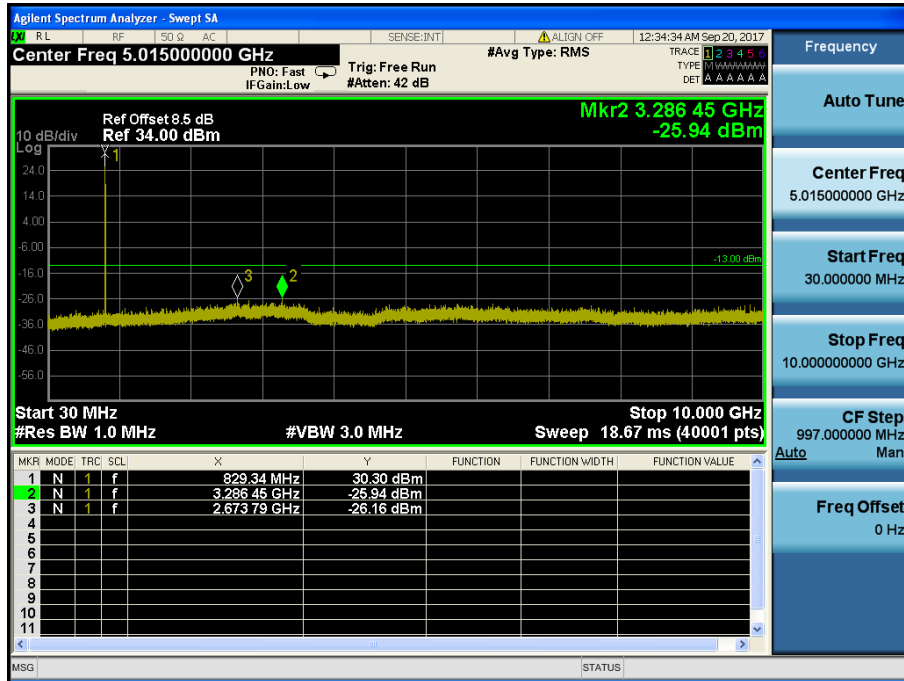 Agilent Spectrum Analyzer - Swept SA
LXI RL RF 50 Ω AC SENSE:INT ALIGN OFF 12:34:34 AM Sep 20, 2017
Center Freq 5.015000000 GHz
PNO: Fast
IFGain:Low
Trig: Free Run
#Atten: 42 dB
#Avg Type: RMS
TRACE 1 2 3 4 5 6
TYPE M WWWWW
DET A A A A A A
Mkr2 3.286 45 GHz
-25.94 dBm
Ref Offset 8.5 dB
10 dB/div Ref 34.00 dBm
Log
1
24.0
14.0
4.00
-6.00
-13.00 dBm
-16.0
3 2
-26.0
-36.0
-46.0
-56.0
Start 30 MHz Stop 10.000 GHz
#Res BW 1.0 MHz #VBW 3.0 MHz Sweep 18.67 ms (40001 pts)
MKR MODE TRC SCL X Y FUNCTION FUNCTION WIDTH FUNCTION VALUE
1 N 1 f 829.34 MHz 30.30 dBm
2 N 1 f 3.286 45 GHz -25.94 dBm
3 N 1 f 2.673 79 GHz -26.16 dBm
4
5
6
7
8
9
10
11
MSG STATUS
Frequency
Auto Tune
Center Freq
5.015000000 GHz
Start Freq
30.000000 MHz
Stop Freq
10.000000000 GHz
CF Step
997.000000 MHz
Auto Man
Freq Offset
0 Hz